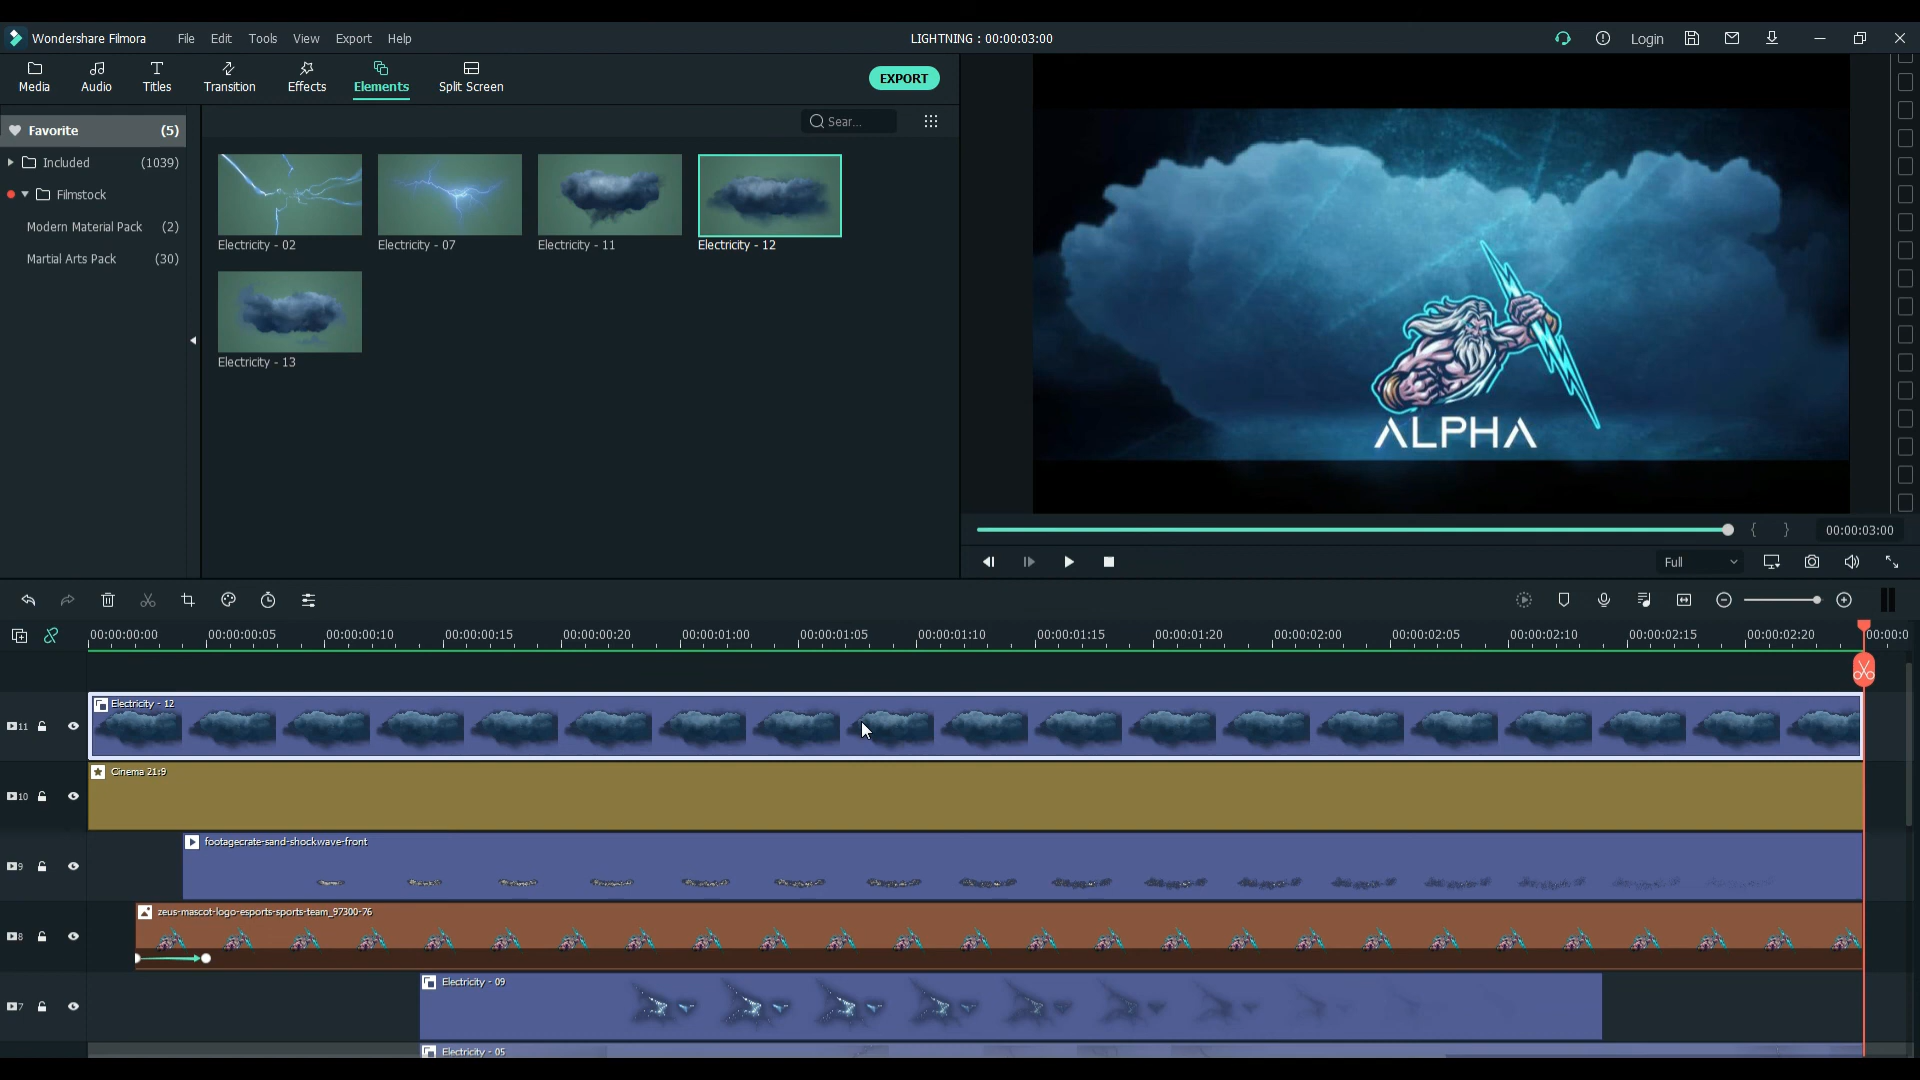 Wondershare Filmora File Edit Tools View Export Help LIGHTNING : 00:00:03:00 Login
Media Audio Titles Transition Effects Elements Split Screen EXPORT
Favorite (5)
Sear...
Included (1039)
Filmstock
Modern Material Pack (2)
Martial Arts Pack (30)
Electricity - 02 Electricity - 07 Electricity - 11 Electricity - 12
Electricity - 13
ALPHA
{ } 00:00:03:00
Full
00:00:00:00 00:00:00:05 00:00:00:10 00:00:00:15 00:00:00:20 00:00:01:00 00:00:01:05 00:00:01:10 00:00:01:15 00:00:01:20 00:00:02:00 00:00:02:05 00:00:02:10 00:00:02:15 00:00:02:20 00:00:0
Electricity - 12
11
Cinema 21:9
10
footagecrate-sand-shockwave-front
9
zeus-mascot-logo-esports-sports-team_97300-76
8
Electricity - 09
7
Electricity - 05